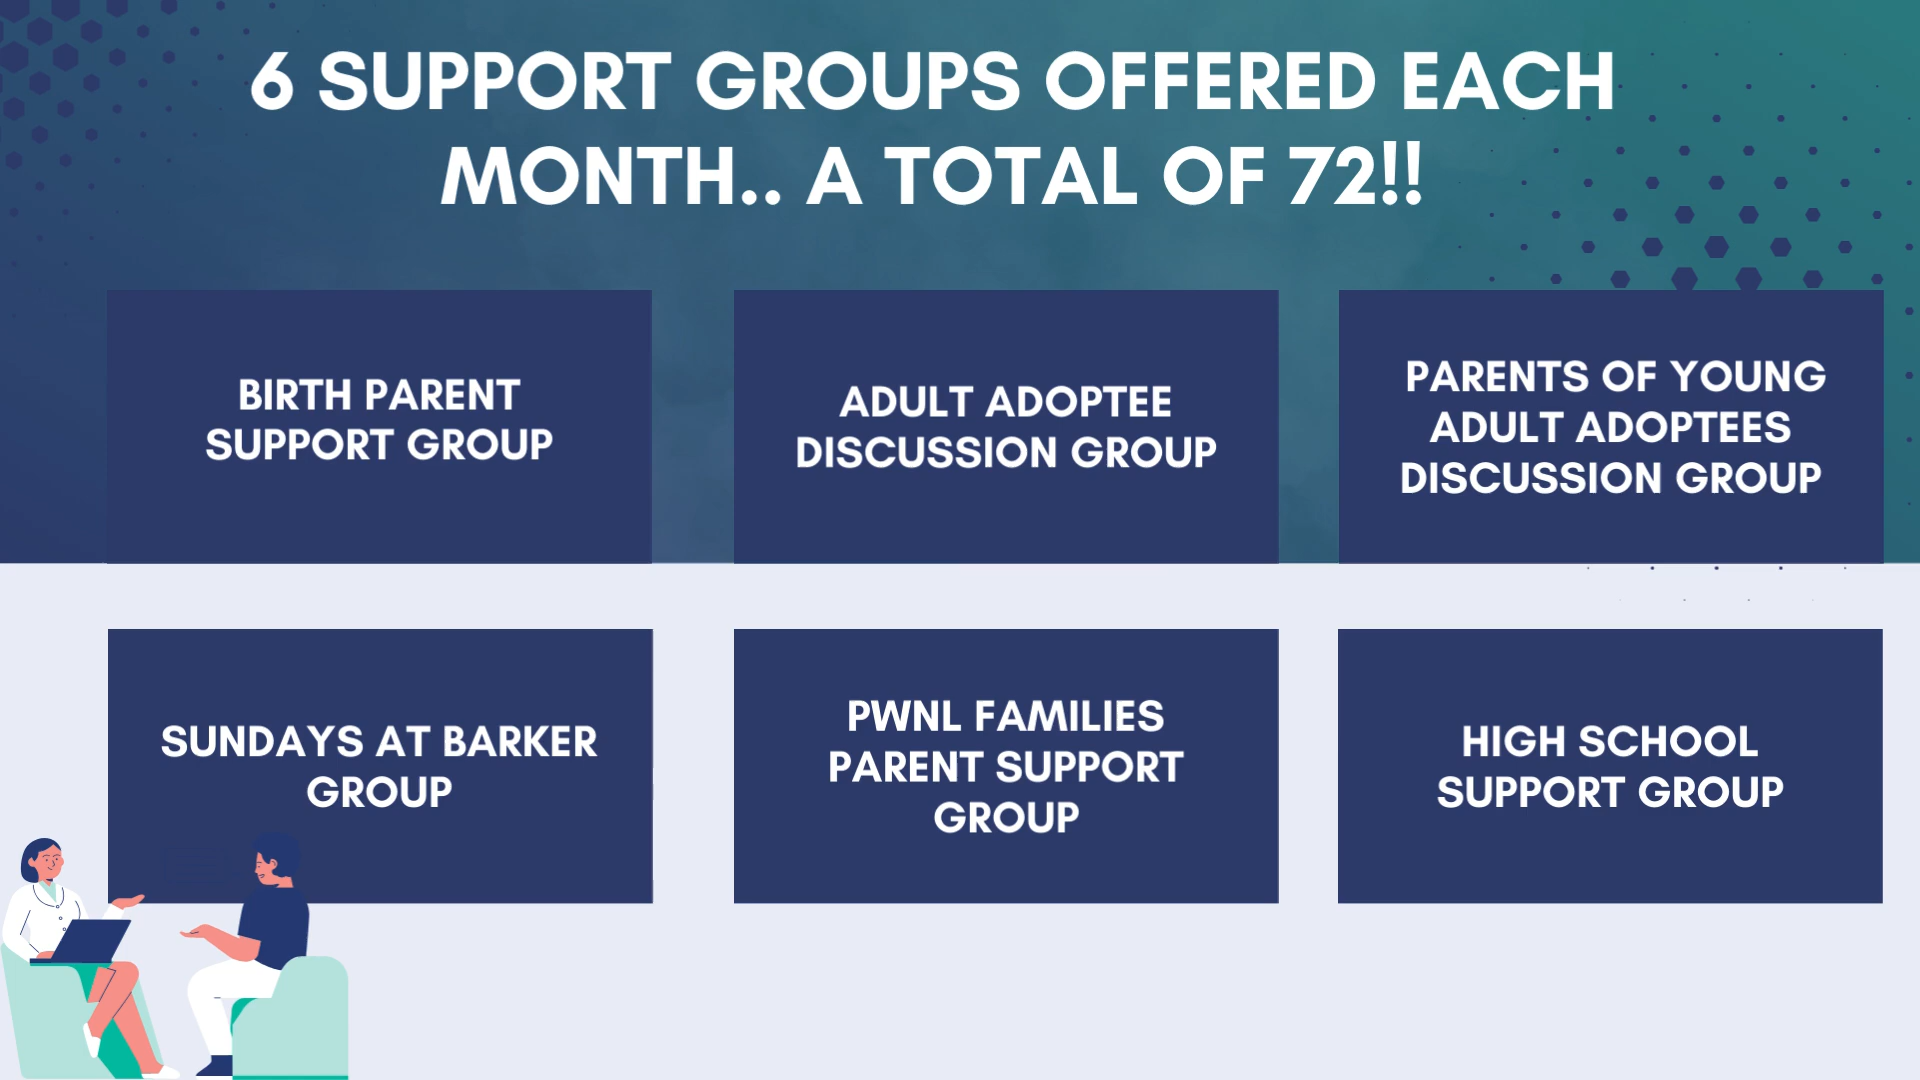 6 SUPPORT GROUPS OFFERED EACH
MONTH.. A TOTAL OF 72!!
BIRTH PARENT
SUPPORT GROUP
ADULT ADOPTEE
DISCUSSION GROUP
PARENTS OF YOUNG
ADULT ADOPTEES
DISCUSSION GROUP
SUNDAYS AT BARKER
GROUP
PWNL FAMILIES
PARENT SUPPORT
GROUP
HIGH SCHOOL
SUPPORT GROUP